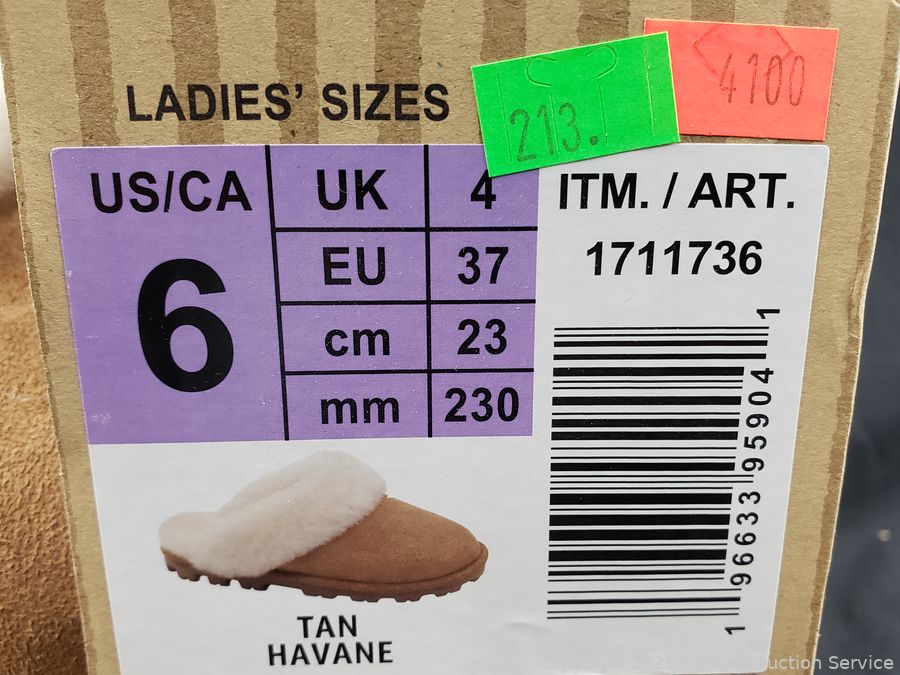 LADIES' SIZES
213.
4100
US/CA
6
UK 4
EU 37
cm 23
mm 230
ITM. / ART.
1711736
1 96633 95904 1
TAN
HAVANE
Copyright 2025 - Sound Auction Service